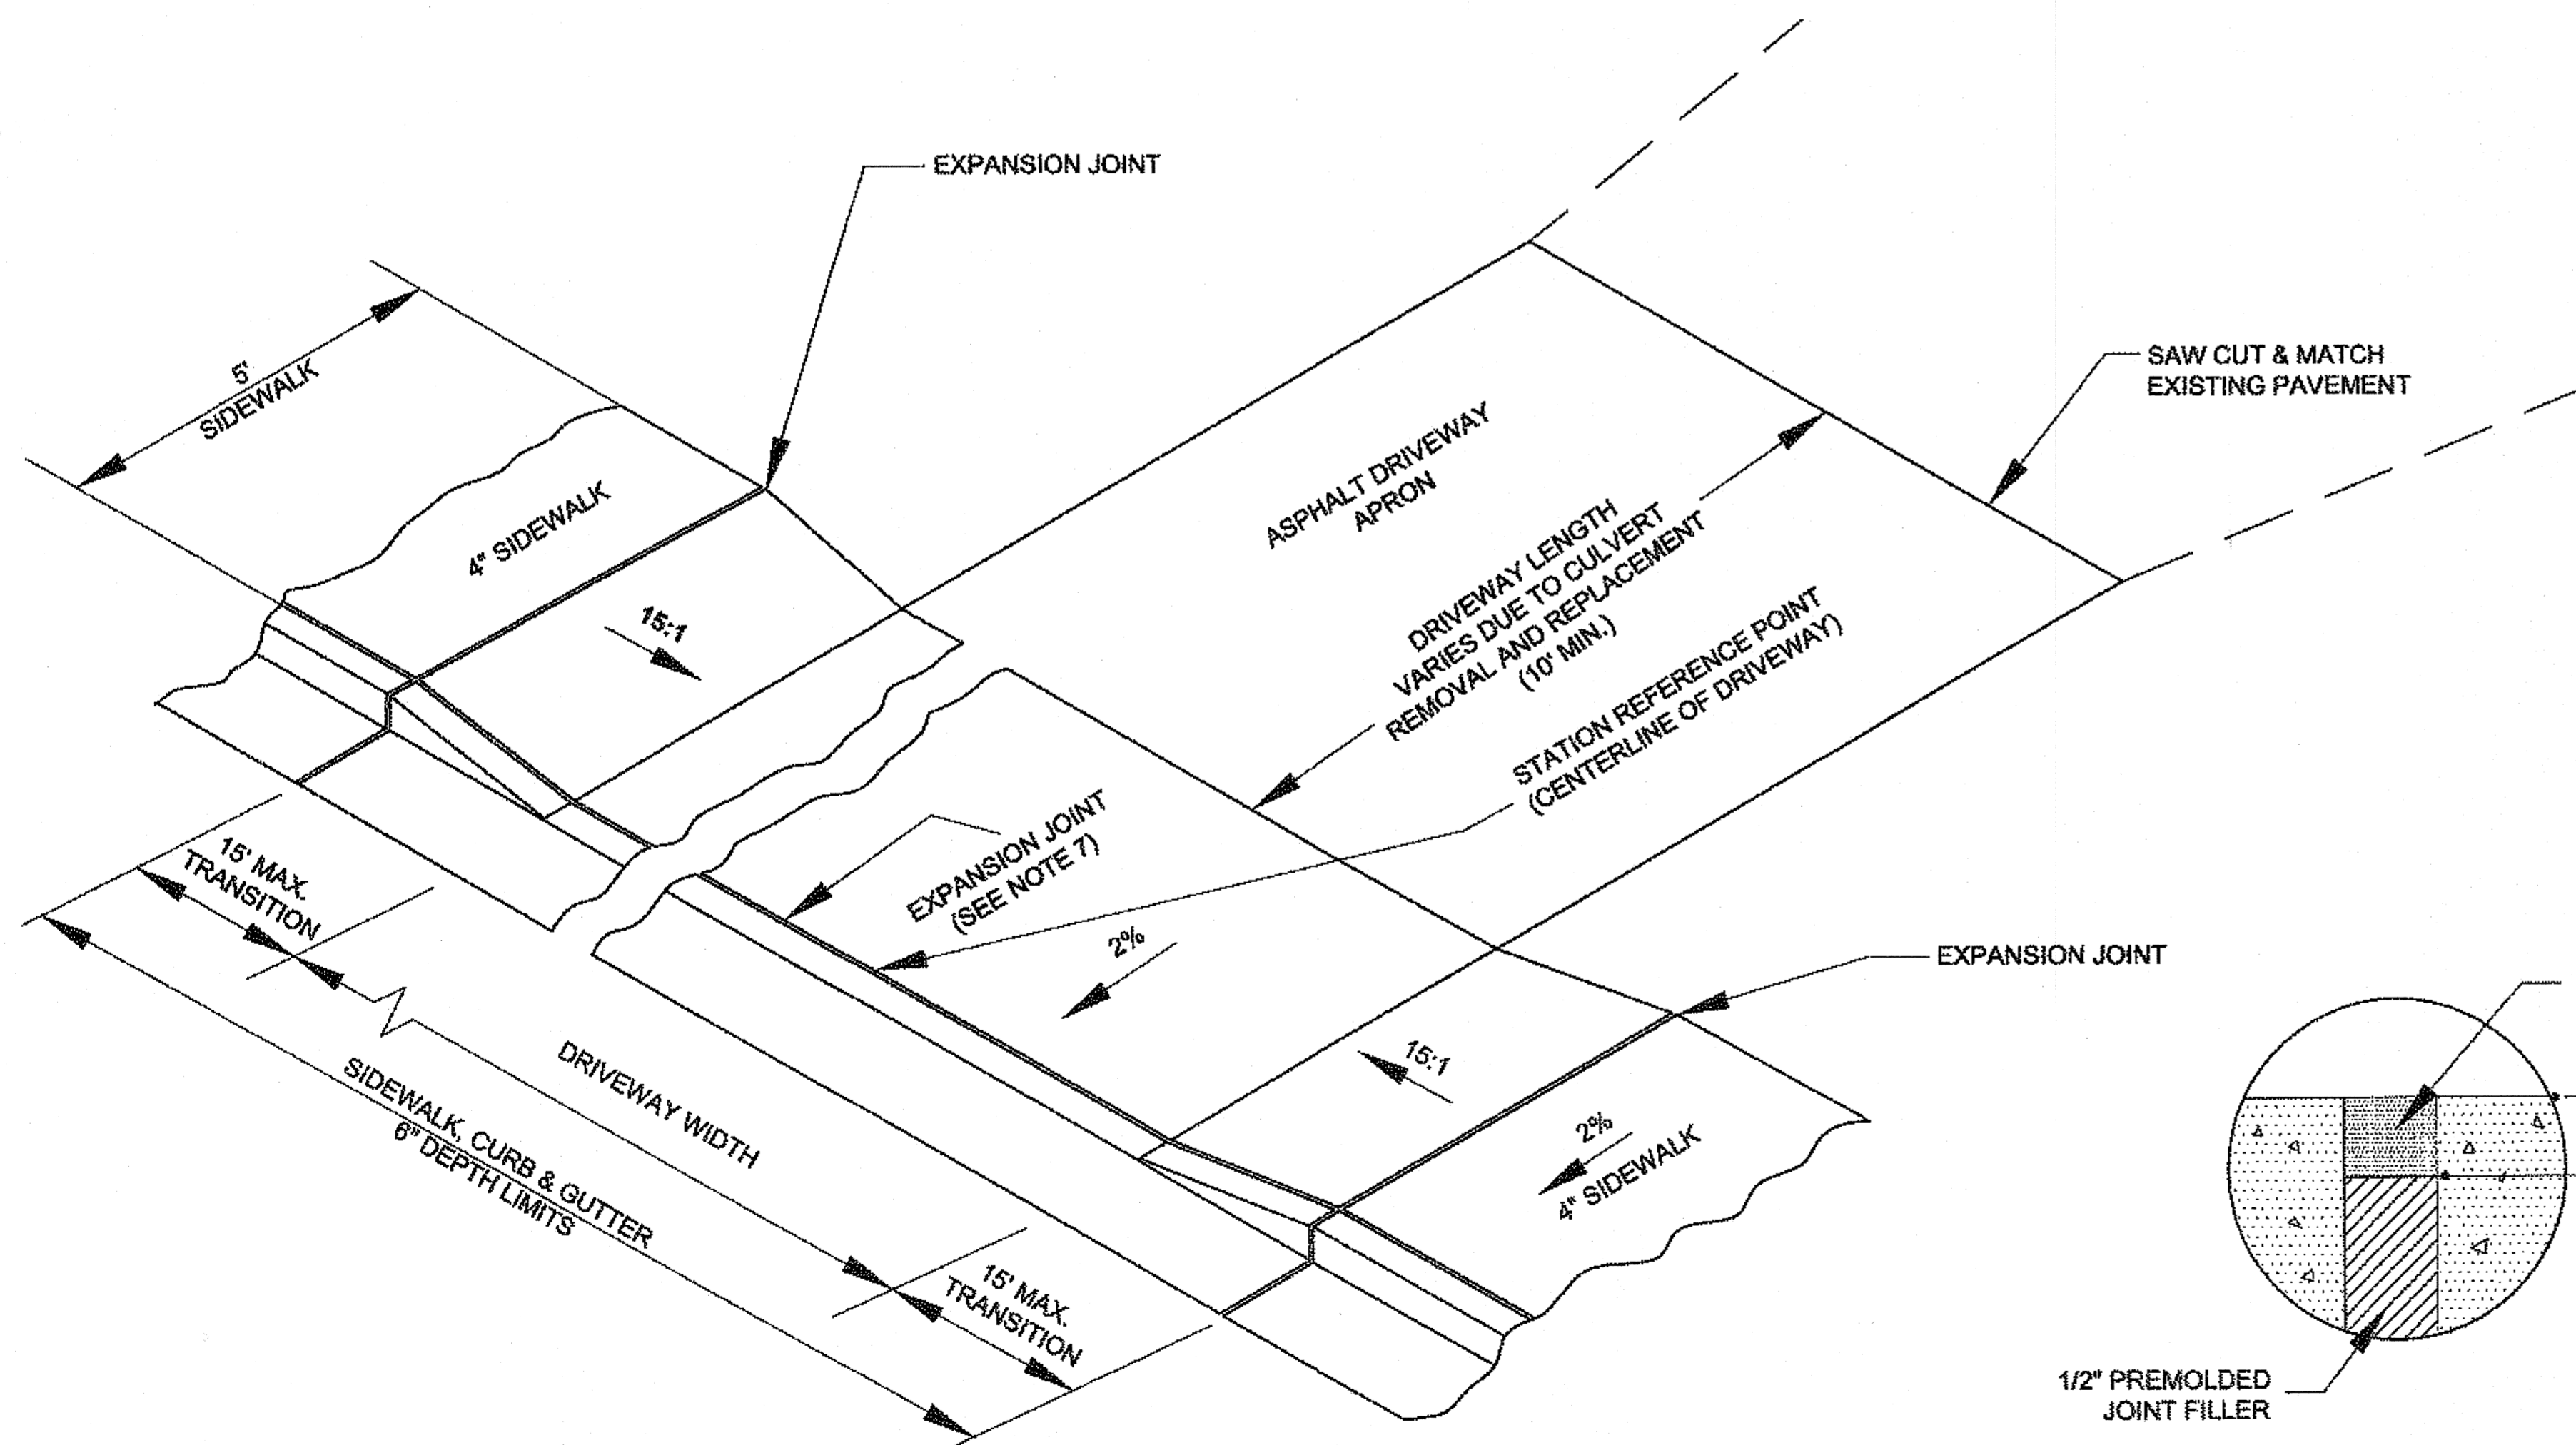 EXPANSION JOINT
SAW CUT & MATCH
EXISTING PAVEMENT
5'
SIDEWALK
4" SIDEWALK
15:1
ASPHALT DRIVEWAY
APRON
DRIVEWAY LENGTH
VARIES DUE TO CULVERT
REMOVAL AND REPLACEMENT
(10' MIN.)
STATION REFERENCE POINT
(CENTERLINE OF DRIVEWAY)
EXPANSION JOINT
(SEE NOTE 7)
2%
15' MAX.
TRANSITION
DRIVEWAY WIDTH
SIDEWALK, CURB & GUTTER
6" DEPTH LIMITS
15' MAX.
TRANSITION
EXPANSION JOINT
15:1
2%
4" SIDEWALK
1/2" PREMOLDED
JOINT FILLER